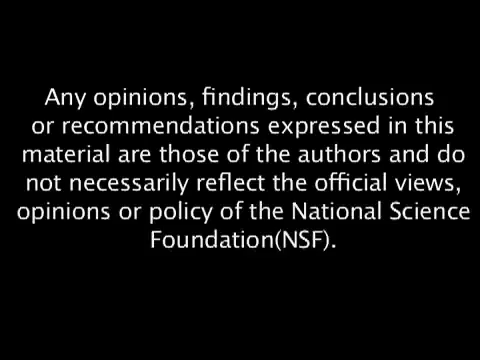 Any opinions, findings, conclusions
or recommendations expressed in this
material are those of the authors and do
not necessarily reflect the official views,
opinions or policy of the National Science
Foundation(NSF).